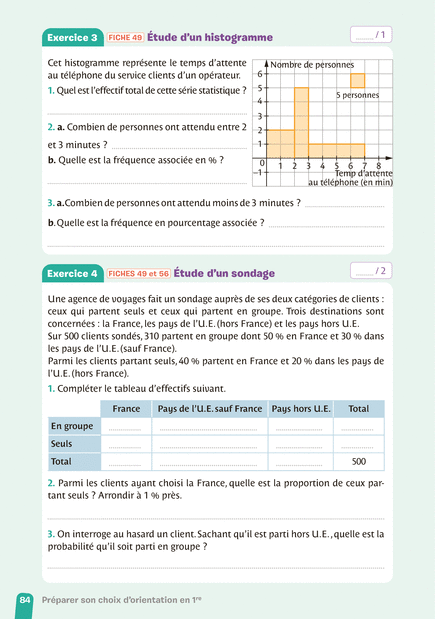 Exercice 3 FICHE 49 Étude d'un histogramme
/ 1
Cet histogramme représente le temps d'attente
au téléphone du service clients d'un opérateur.
1. Quel est l'effectif total de cette série statistique ?
2. a. Combien de personnes ont attendu entre 2
et 3 minutes ?
b. Quelle est la fréquence associée en % ?
Nombre de personnes
6
5
4
3
2
1
0
–1
5 personnes
1 2 3 4 5 6 7 8
Temp d'attente
au téléphone (en min)
3. a.Combien de personnes ont attendu moins de 3 minutes ?
b.Quelle est la fréquence en pourcentage associée ?
Exercice 4 FICHES 49 et 56 Étude d'un sondage
/ 2
Une agence de voyages fait un sondage auprès de ses deux catégories de clients :
ceux qui partent seuls et ceux qui partent en groupe. Trois destinations sont
concernées : la France, les pays de l'U.E. (hors France) et les pays hors U.E.
Sur 500 clients sondés, 310 partent en groupe dont 50 % en France et 30 % dans
les pays de l'U.E. (sauf France).
Parmi les clients partant seuls, 40 % partent en France et 20 % dans les pays de
l'U.E. (hors France).
1. Compléter le tableau d'effectifs suivant.
France Pays de l'U.E. sauf France Pays hors U.E. Total
En groupe
Seuls
Total 500
2. Parmi les clients ayant choisi la France, quelle est la proportion de ceux par-
tant seuls ? Arrondir à 1 % près.
3. On interroge au hasard un client. Sachant qu'il est parti hors U.E., quelle est la
probabilité qu'il soit parti en groupe ?
84 Préparer son choix d'orientation en 1re